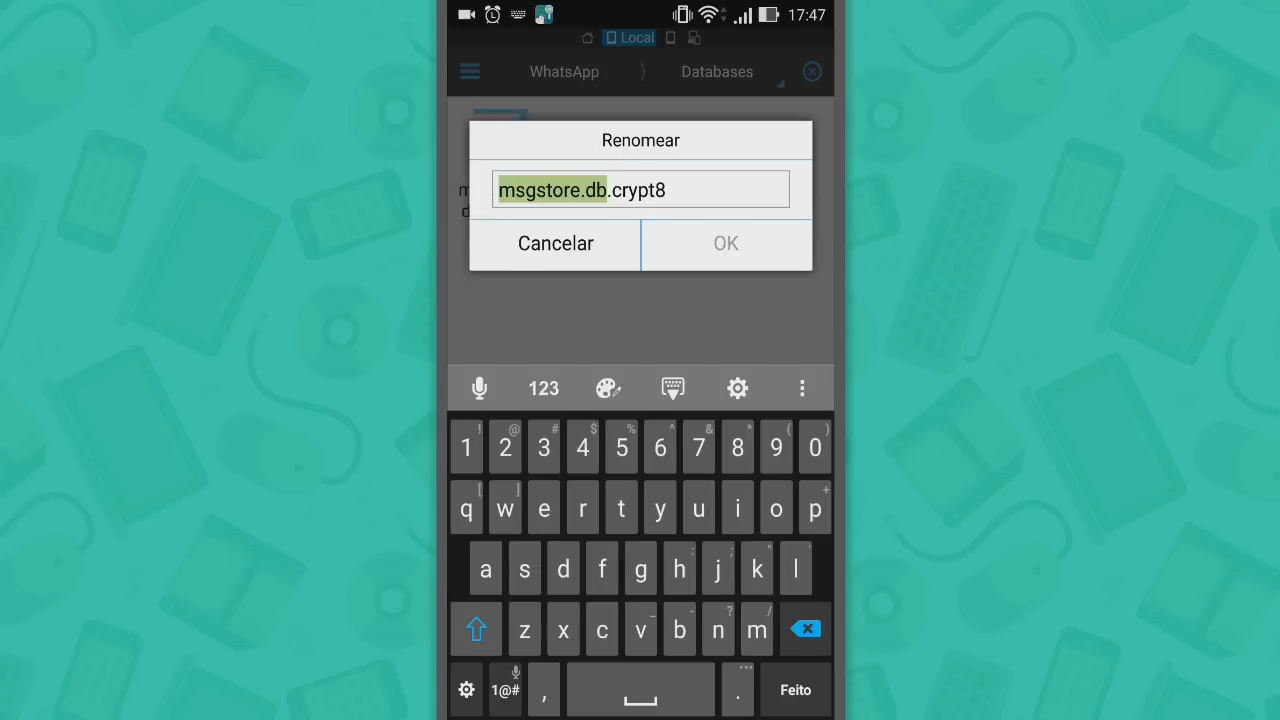 17:47
Local
WhatsApp 〉 Databases
Renomear
msgstore.db.crypt8
Cancelar OK
123
! @ # $ % ^ & * ( )
1 2 3 4 5 6 7 8 9 0
[ ] +
q w e r t y u i o p
: ; " '
a s d f g h j k l
_ - ? /
z x c v b n m
1@# , . Feito